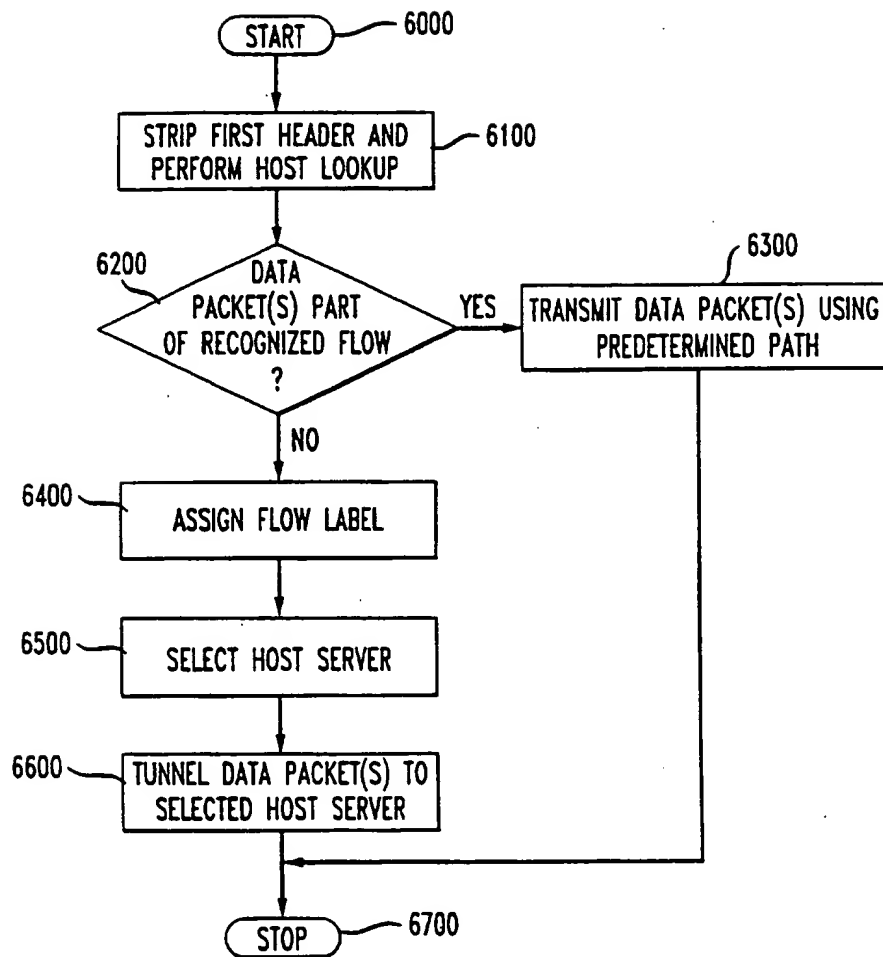 START
6000
STRIP FIRST HEADER AND
PERFORM HOST LOOKUP
6100
6200
DATA
PACKET(S) PART
OF RECOGNIZED FLOW
?
YES
6300
TRANSMIT DATA PACKET(S) USING
PREDETERMINED PATH
NO
6400
ASSIGN FLOW LABEL
6500
SELECT HOST SERVER
6600
TUNNEL DATA PACKET(S) TO
SELECTED HOST SERVER
STOP
6700